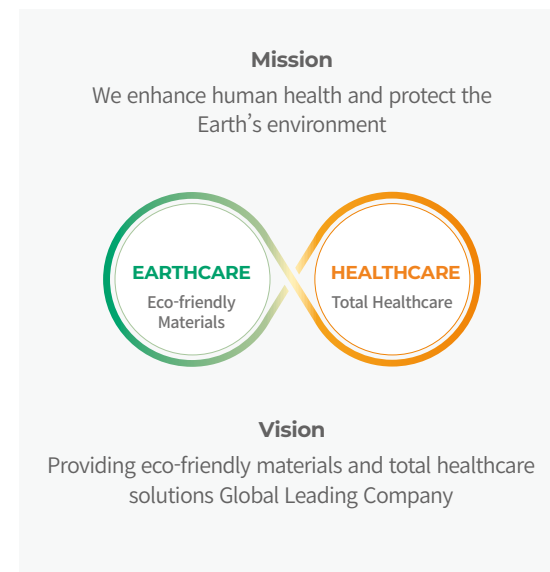 Mission
We enhance human health and protect the
Earth's environment
EARTHCARE
Eco-friendly
Materials
HEALTHCARE
Total Healthcare
Vision
Providing eco-friendly materials and total healthcare
solutions Global Leading Company